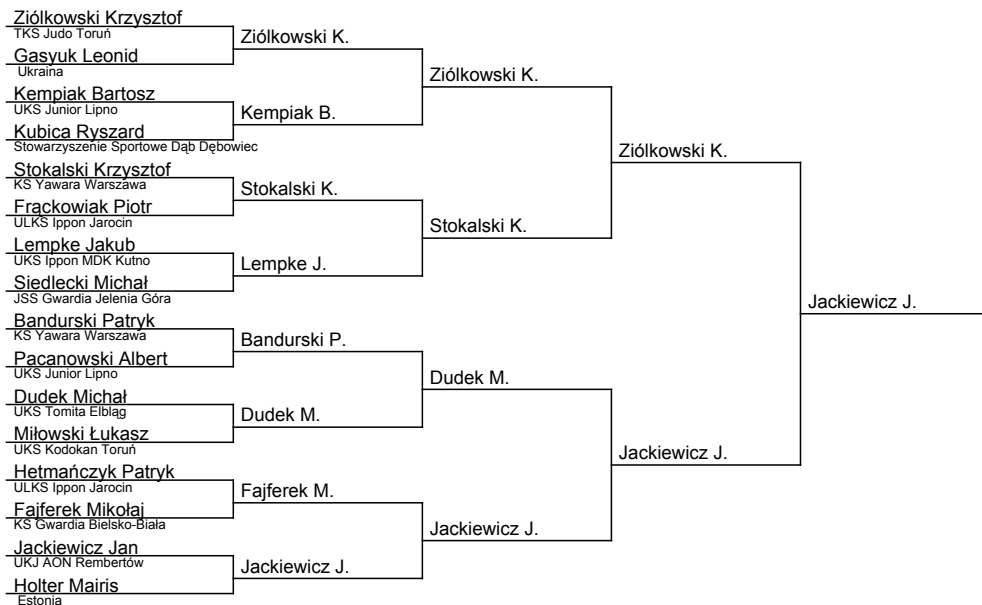 Ziółkowski Krzysztof
TKS Judo Toruń
Gasyuk Leonid
Ukraina
Kempiak Bartosz
UKS Junior Lipno
Kubica Ryszard
Stowarzyszenie Sportowe Dąb Dębowiec
Stokalski Krzysztof
KS Yawara Warszawa
Frąckowiak Piotr
ULKS Ippon Jarocin
Lempke Jakub
UKS Ippon MDK Kutno
Siedlecki Michał
JSS Gwardia Jelenia Góra
Bandurski Patryk
KS Yawara Warszawa
Pacanowski Albert
UKS Junior Lipno
Dudek Michał
UKS Tomita Elbląg
Miłowski Łukasz
UKS Kodokan Toruń
Hetmańczyk Patryk
ULKS Ippon Jarocin
Fajferek Mikołaj
KS Gwardia Bielsko-Biała
Jackiewicz Jan
UKJ AON Rembertów
Holter Mairis
Estonia
Ziólkowski K.
Kempiak B.
Stokalski K.
Lempke J.
Bandurski P.
Dudek M.
Fajferek M.
Jackiewicz J.
Ziólkowski K.
Stokalski K.
Dudek M.
Jackiewicz J.
Ziólkowski K.
Jackiewicz J.
Jackiewicz J.